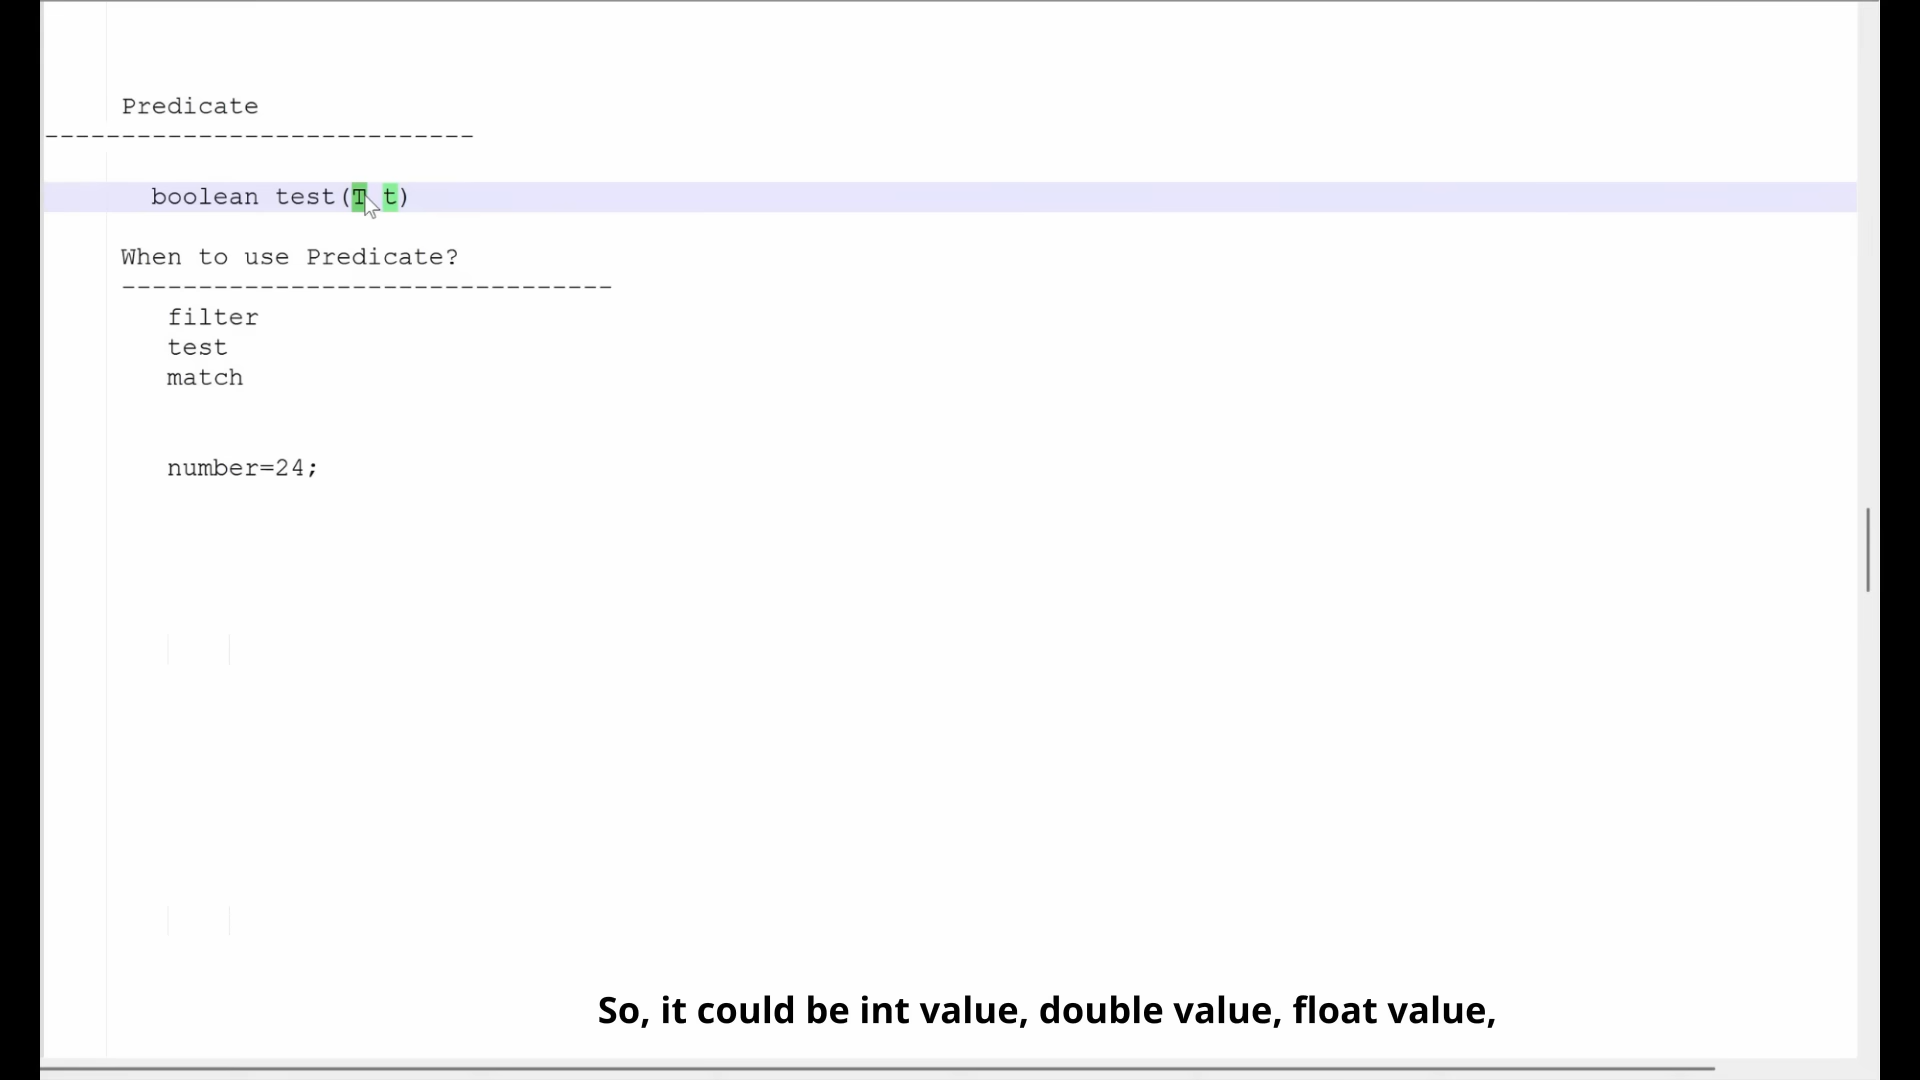 Predicate
----------------------------
boolean test(T t)
When to use Predicate?
--------------------------------
filter
test
match
number=24;
So, it could be int value, double value, float value,